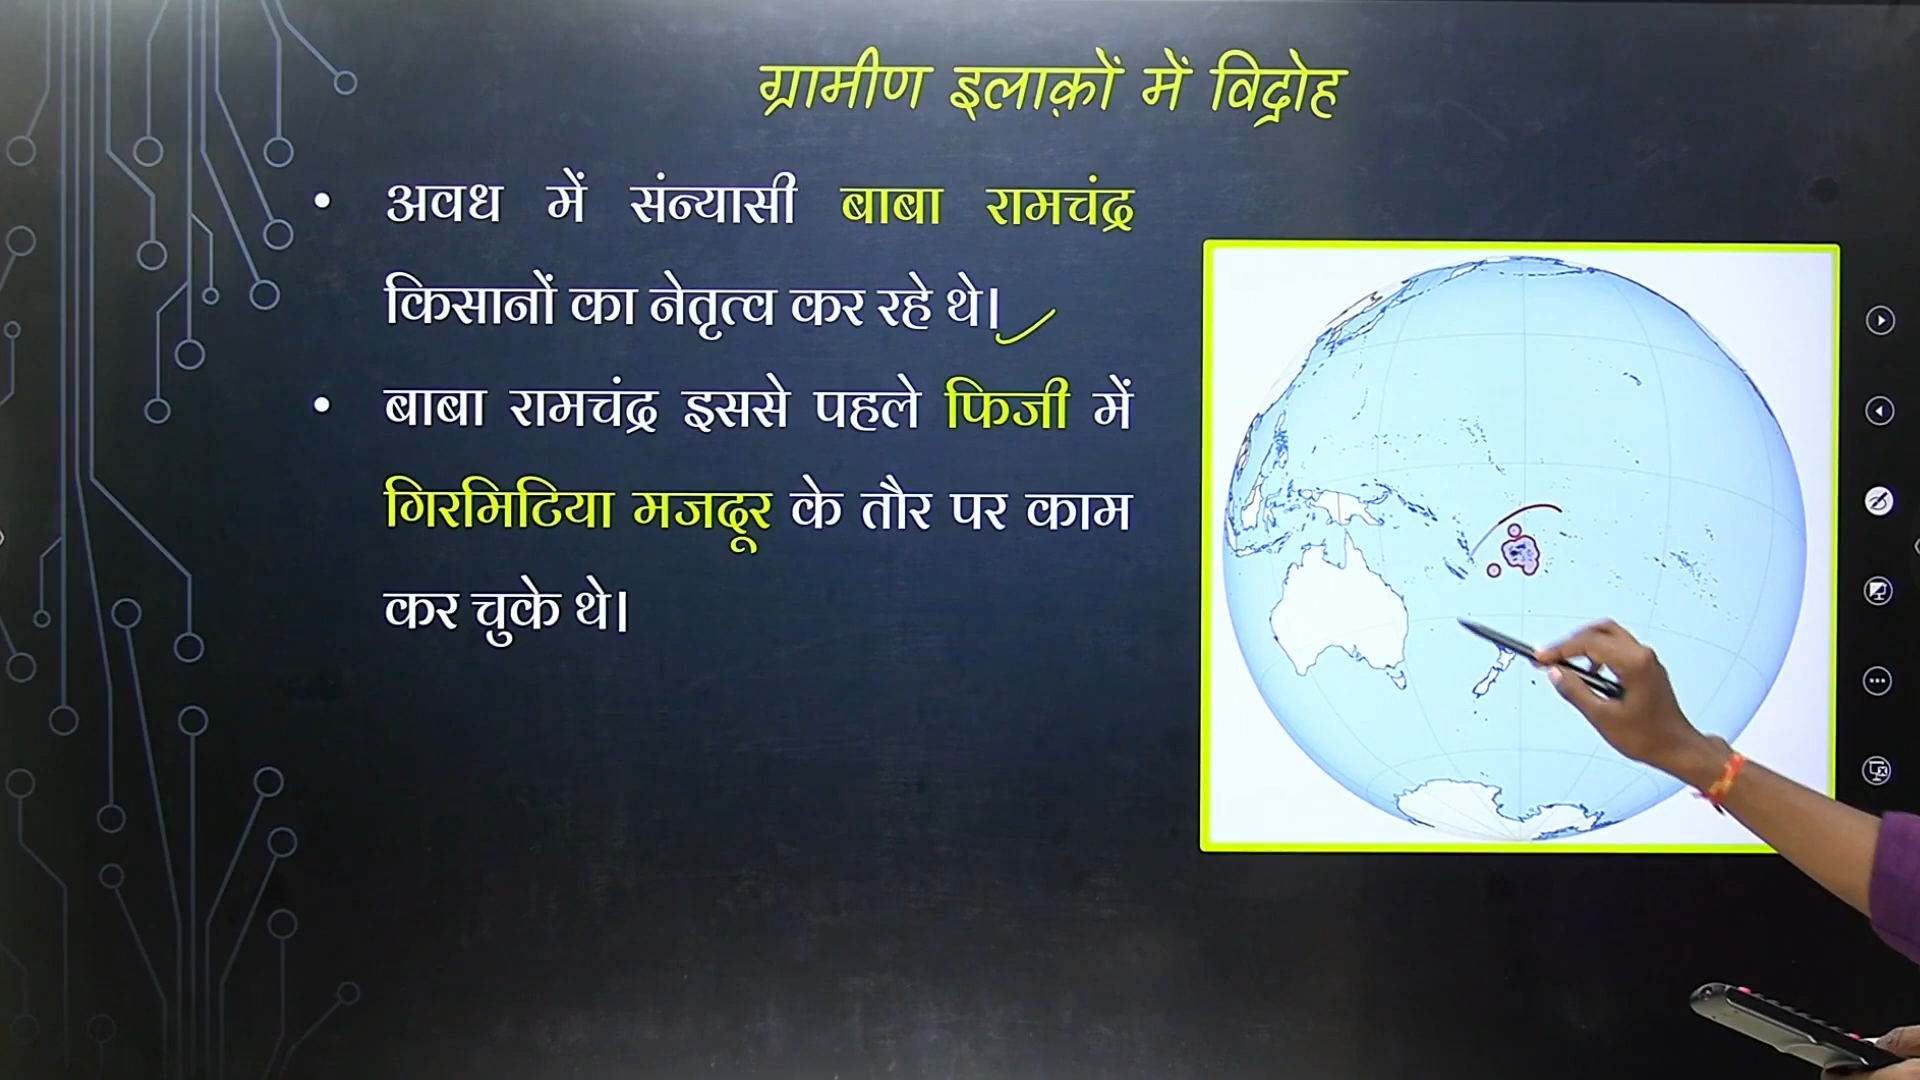 ग्रामीण इलाक़ों में विद्रोह
• अवध में संन्यासी बाबा रामचंद्र
किसानों का नेतृत्व कर रहे थे।
• बाबा रामचंद्र इससे पहले फिजी में
गिरमिटिया मजदूर के तौर पर काम
कर चुके थे।